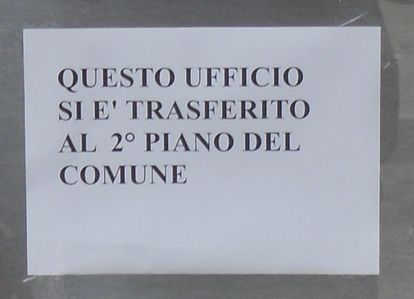 QUESTO UFFICIO
SI E' TRASFERITO
AL 2° PIANO DEL
COMUNE